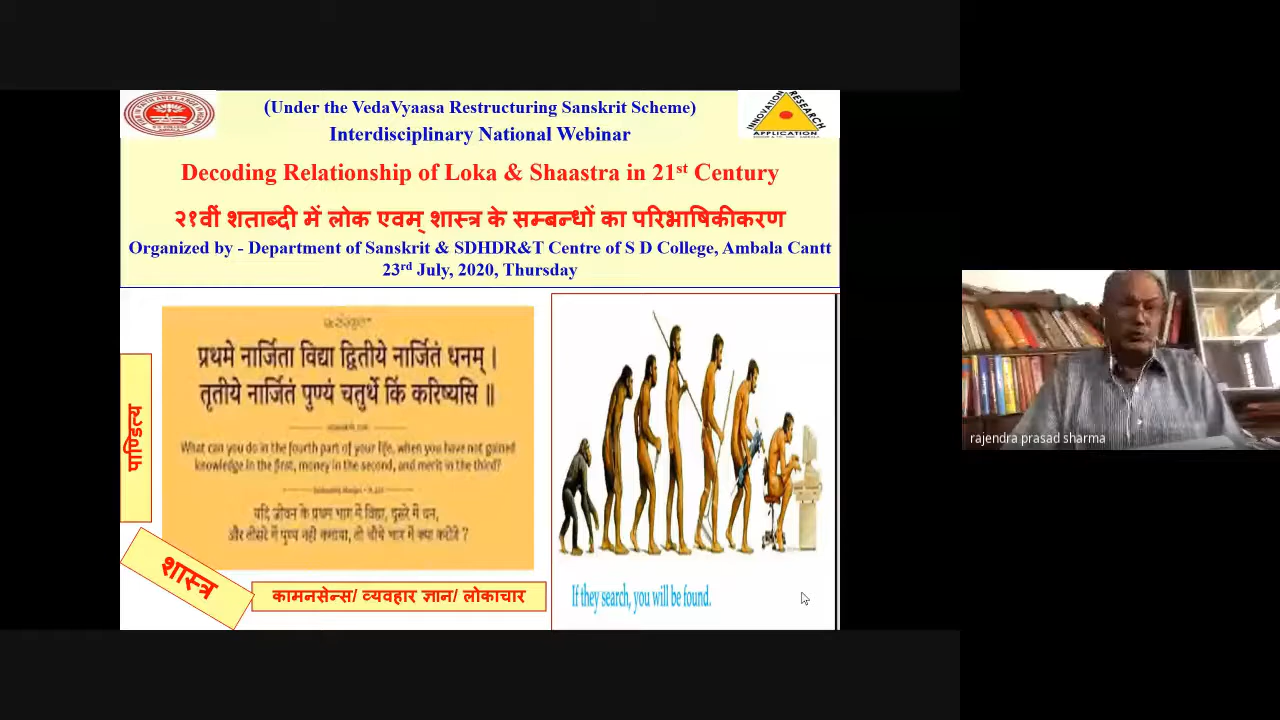 (Under the VedaVyaasa Restructuring Sanskrit Scheme)
Interdisciplinary National Webinar
INNOVATION RESEARCH
APPLICATION
Decoding Relationship of Loka & Shaastra in 21st Century
२१वीं शताब्दी में लोक एवम् शास्त्र के सम्बन्धों का परिभाषिकीकरण
Organized by - Department of Sanskrit & SDHDR&T Centre of S D College, Ambala Cantt
23rd July, 2020, Thursday
प्रथमे नार्जिता विद्या द्वितीये नार्जितं धनम् ।
तृतीये नार्जितं पुण्यं चतुर्थे किं करिष्यसि ॥
What can you do in the fourth part of your life, when you have not gained
knowledge in the first, money in the second, and merit in the third?
यदि जीवन के प्रथम भाग में विद्या, दूसरे में धन,
और तीसरे में पुण्य नही कमाया, तो चौथे भाग में क्या करोगे ?
पाण्डित्य
शास्त्र
कामनसेन्स/ व्यवहार ज्ञान/ लोकाचार
If they search, you will be found.
rajendra prasad sharma